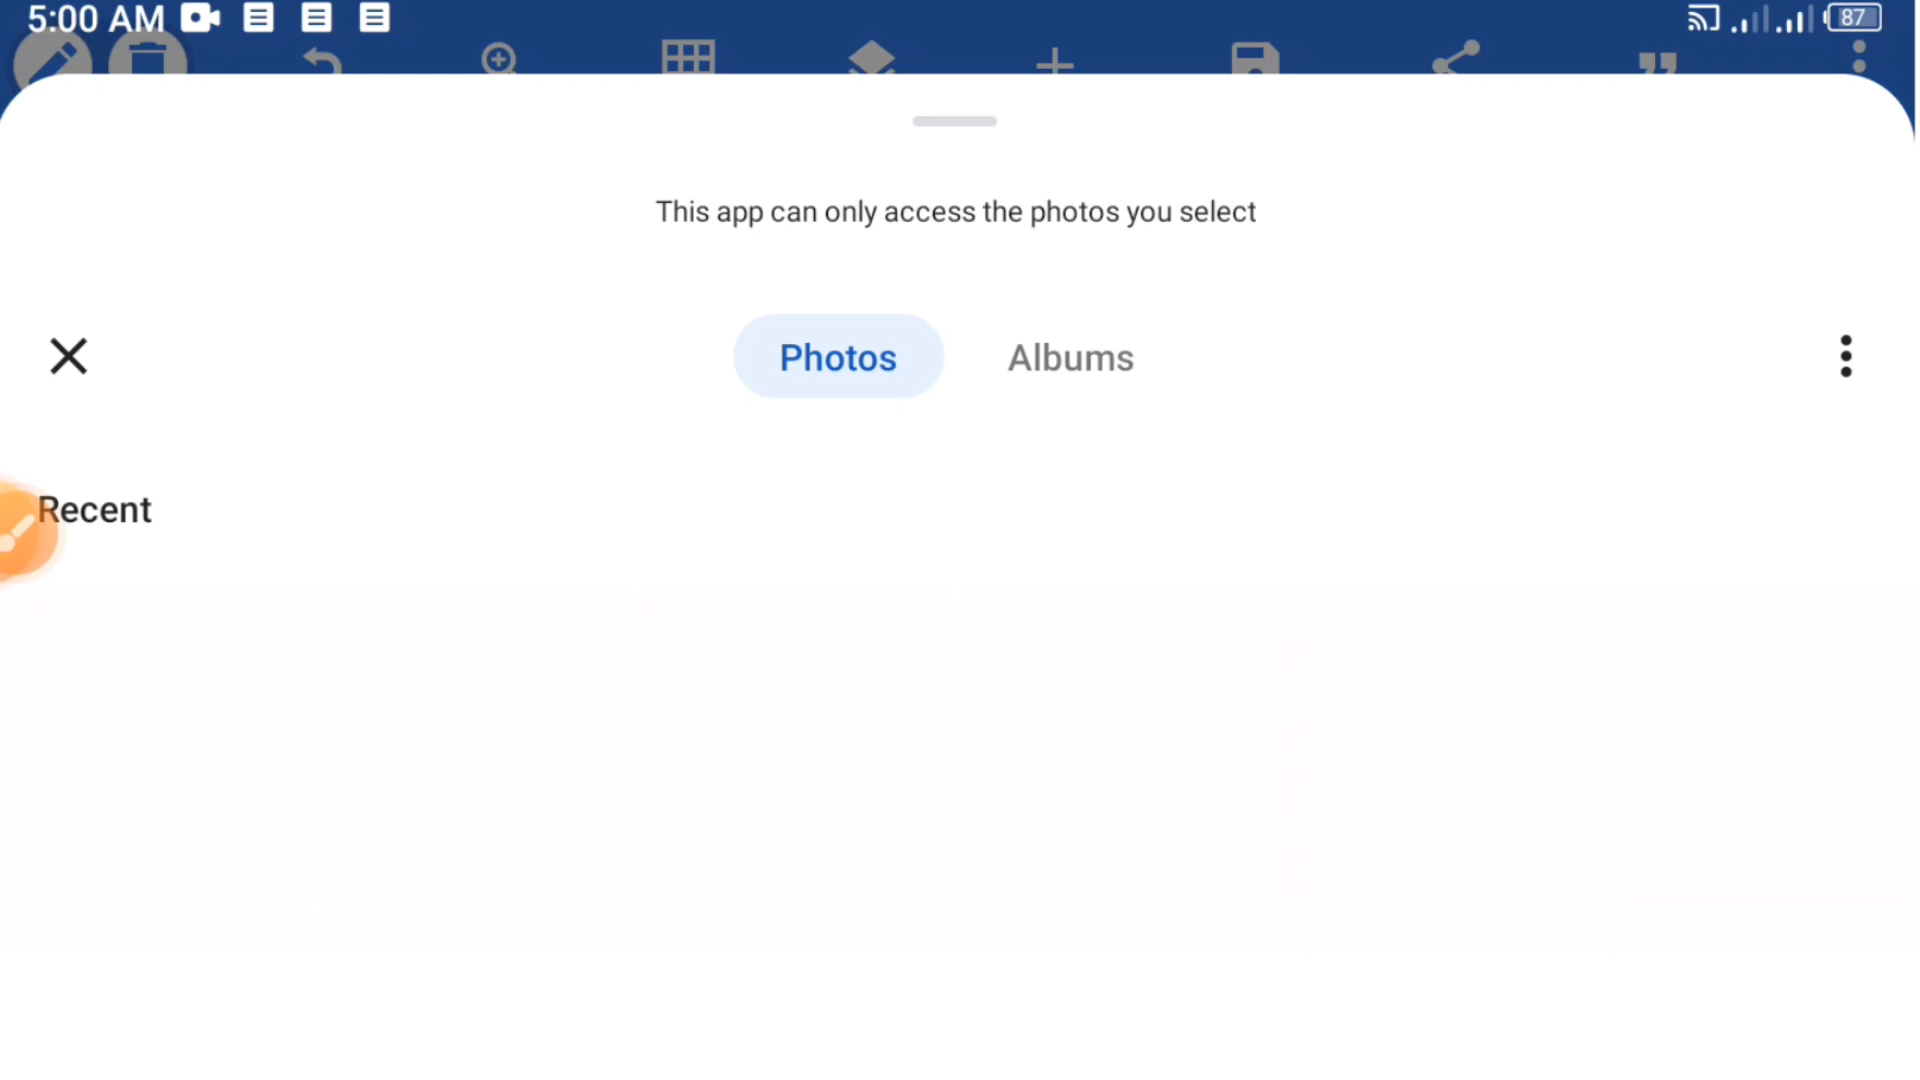 5:00 AM
87
This app can only access the photos you select
Photos
Albums
Recent